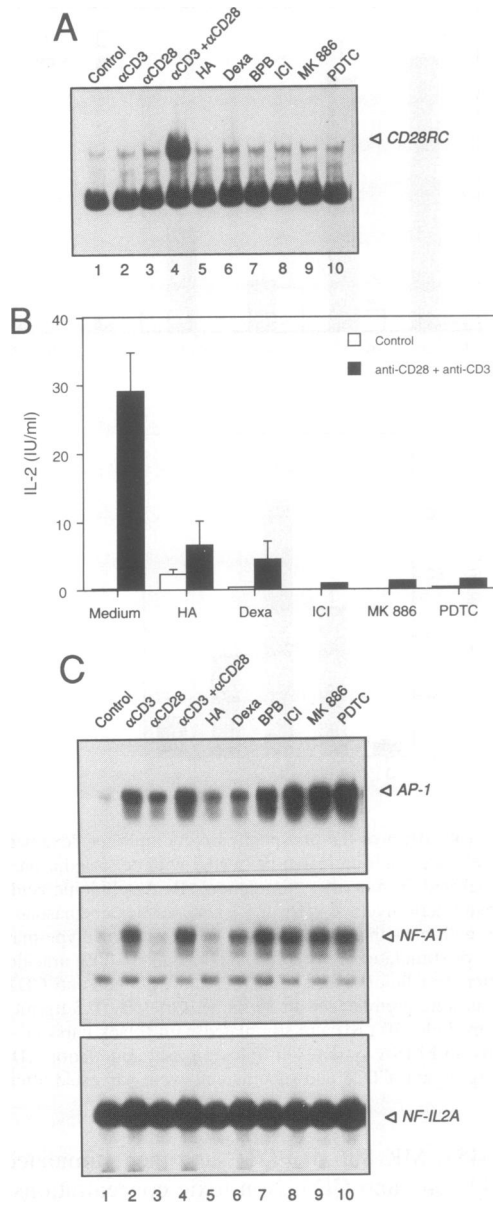 A
Control αCD3 αCD28 αCD3 +αCD28 HA Dexa BPB ICI MK 886 PDTC
◁ CD28RC
1 2 3 4 5 6 7 8 9 10
B
40
30
20
10
0
IL-2 (IU/ml)
Control
anti-CD28 + anti-CD3
Medium HA Dexa ICI MK 886 PDTC
C
Control αCD3 αCD28 αCD3 +αCD28 HA Dexa BPB ICI MK 886 PDTC
◁ AP-1
◁ NF-AT
◁ NF-IL2A
1 2 3 4 5 6 7 8 9 10